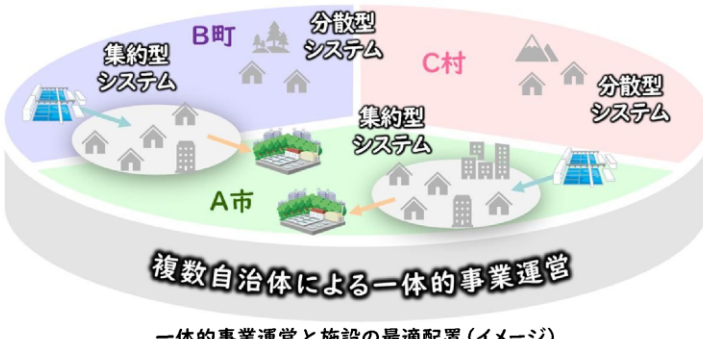 B町
分散型
システム
集約型
システム
C村
分散型
システム
集約型
システム
A市
複数自治体による一体的事業運営
一体的事業運営と施設の最適配置(イメージ)